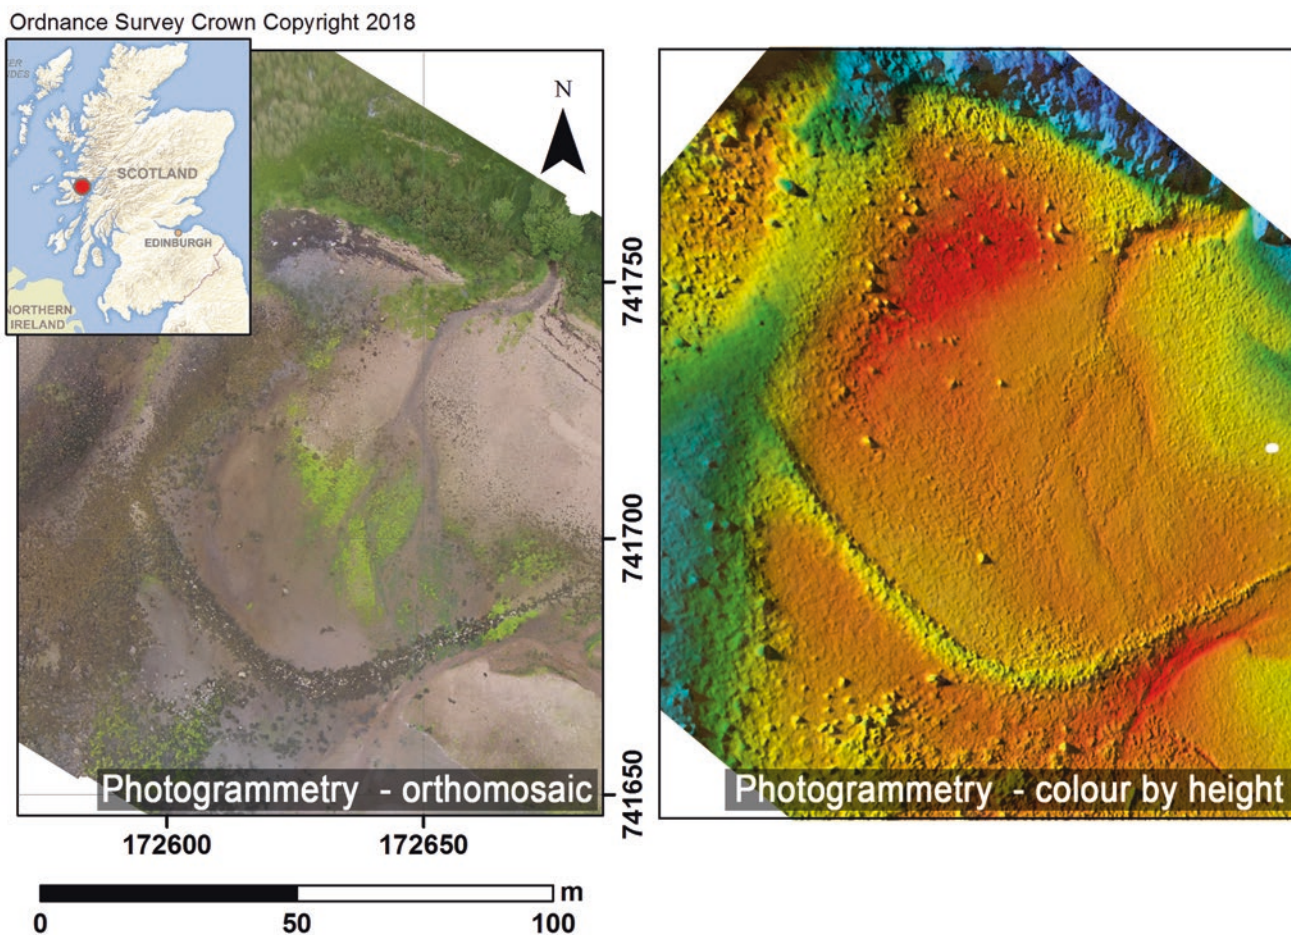 Ordnance Survey Crown Copyright 2018
SCOTLAND
EDINBURGH
NORTHERN
IRELAND
N
741750
741700
741650
Photogrammetry - orthomosaic
Photogrammetry - colour by height
172600
172650
m
0
50
100